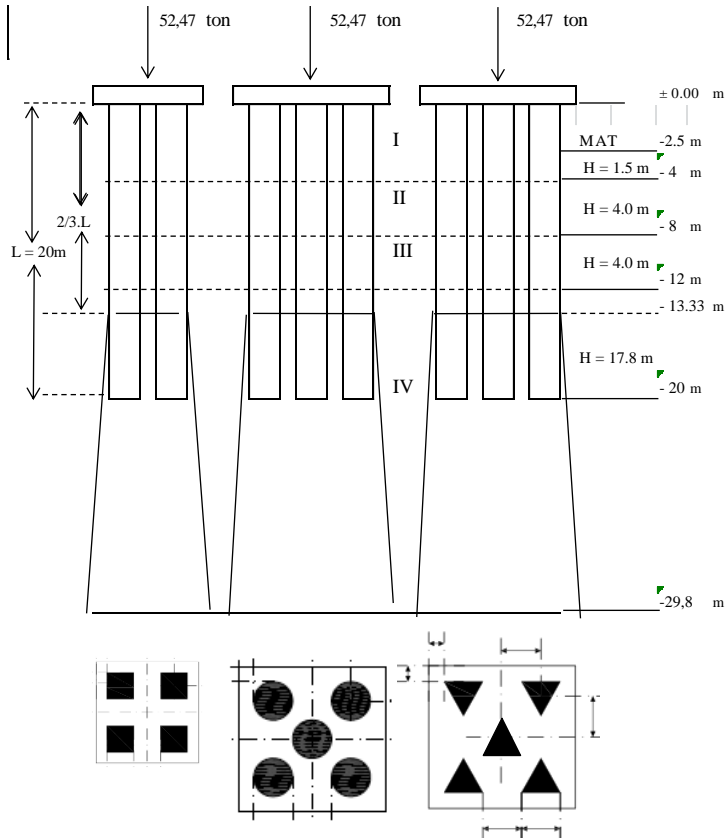 52,47 ton
52,47 ton
52,47 ton
± 0.00 m
I
MAT
-2.5 m
H = 1.5 m
- 4 m
II
2/3.L
H = 4.0 m
- 8 m
L = 20m
III
H = 4.0 m
- 12 m
- 13.33 m
H = 17.8 m
IV
- 20 m
-29,8 m